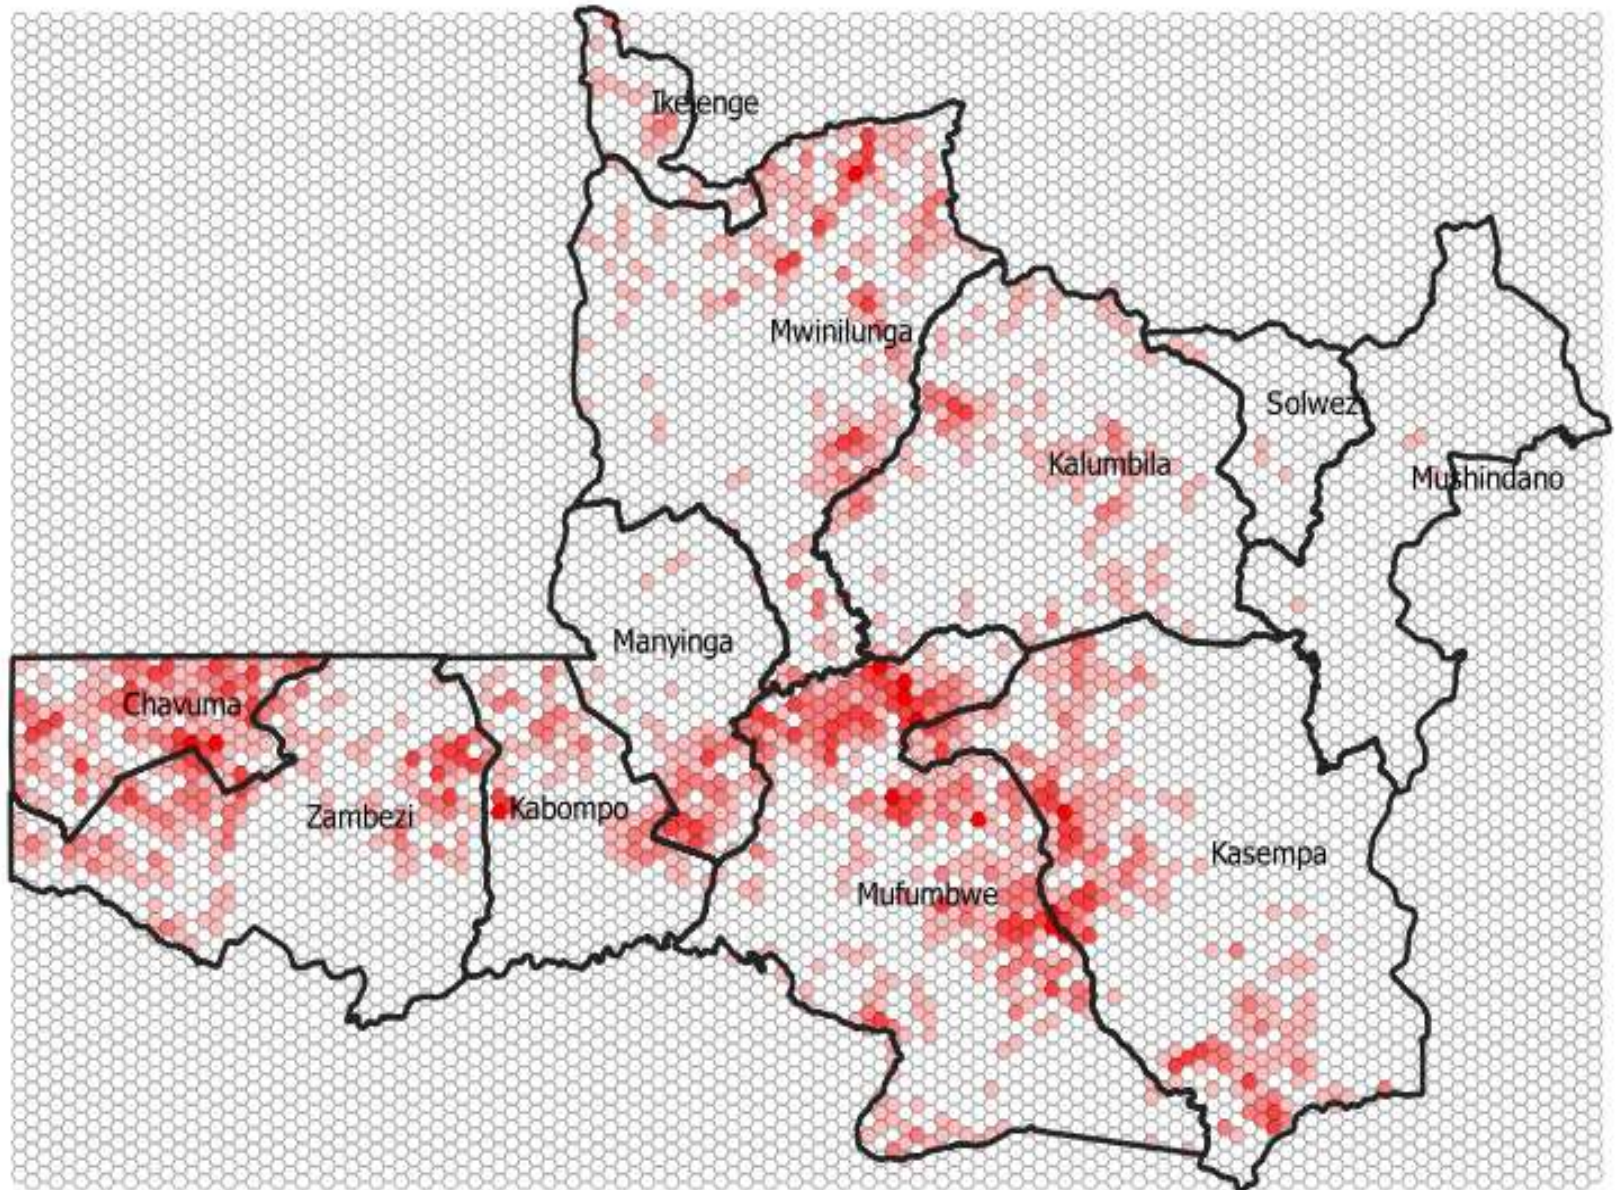 Ikelenge
Mwinilunga
Solwezi
Kalumbila
Mushindano
Manyinga
Chavuma
Zambezi
Kabompo
Kasempa
Mufumbwe